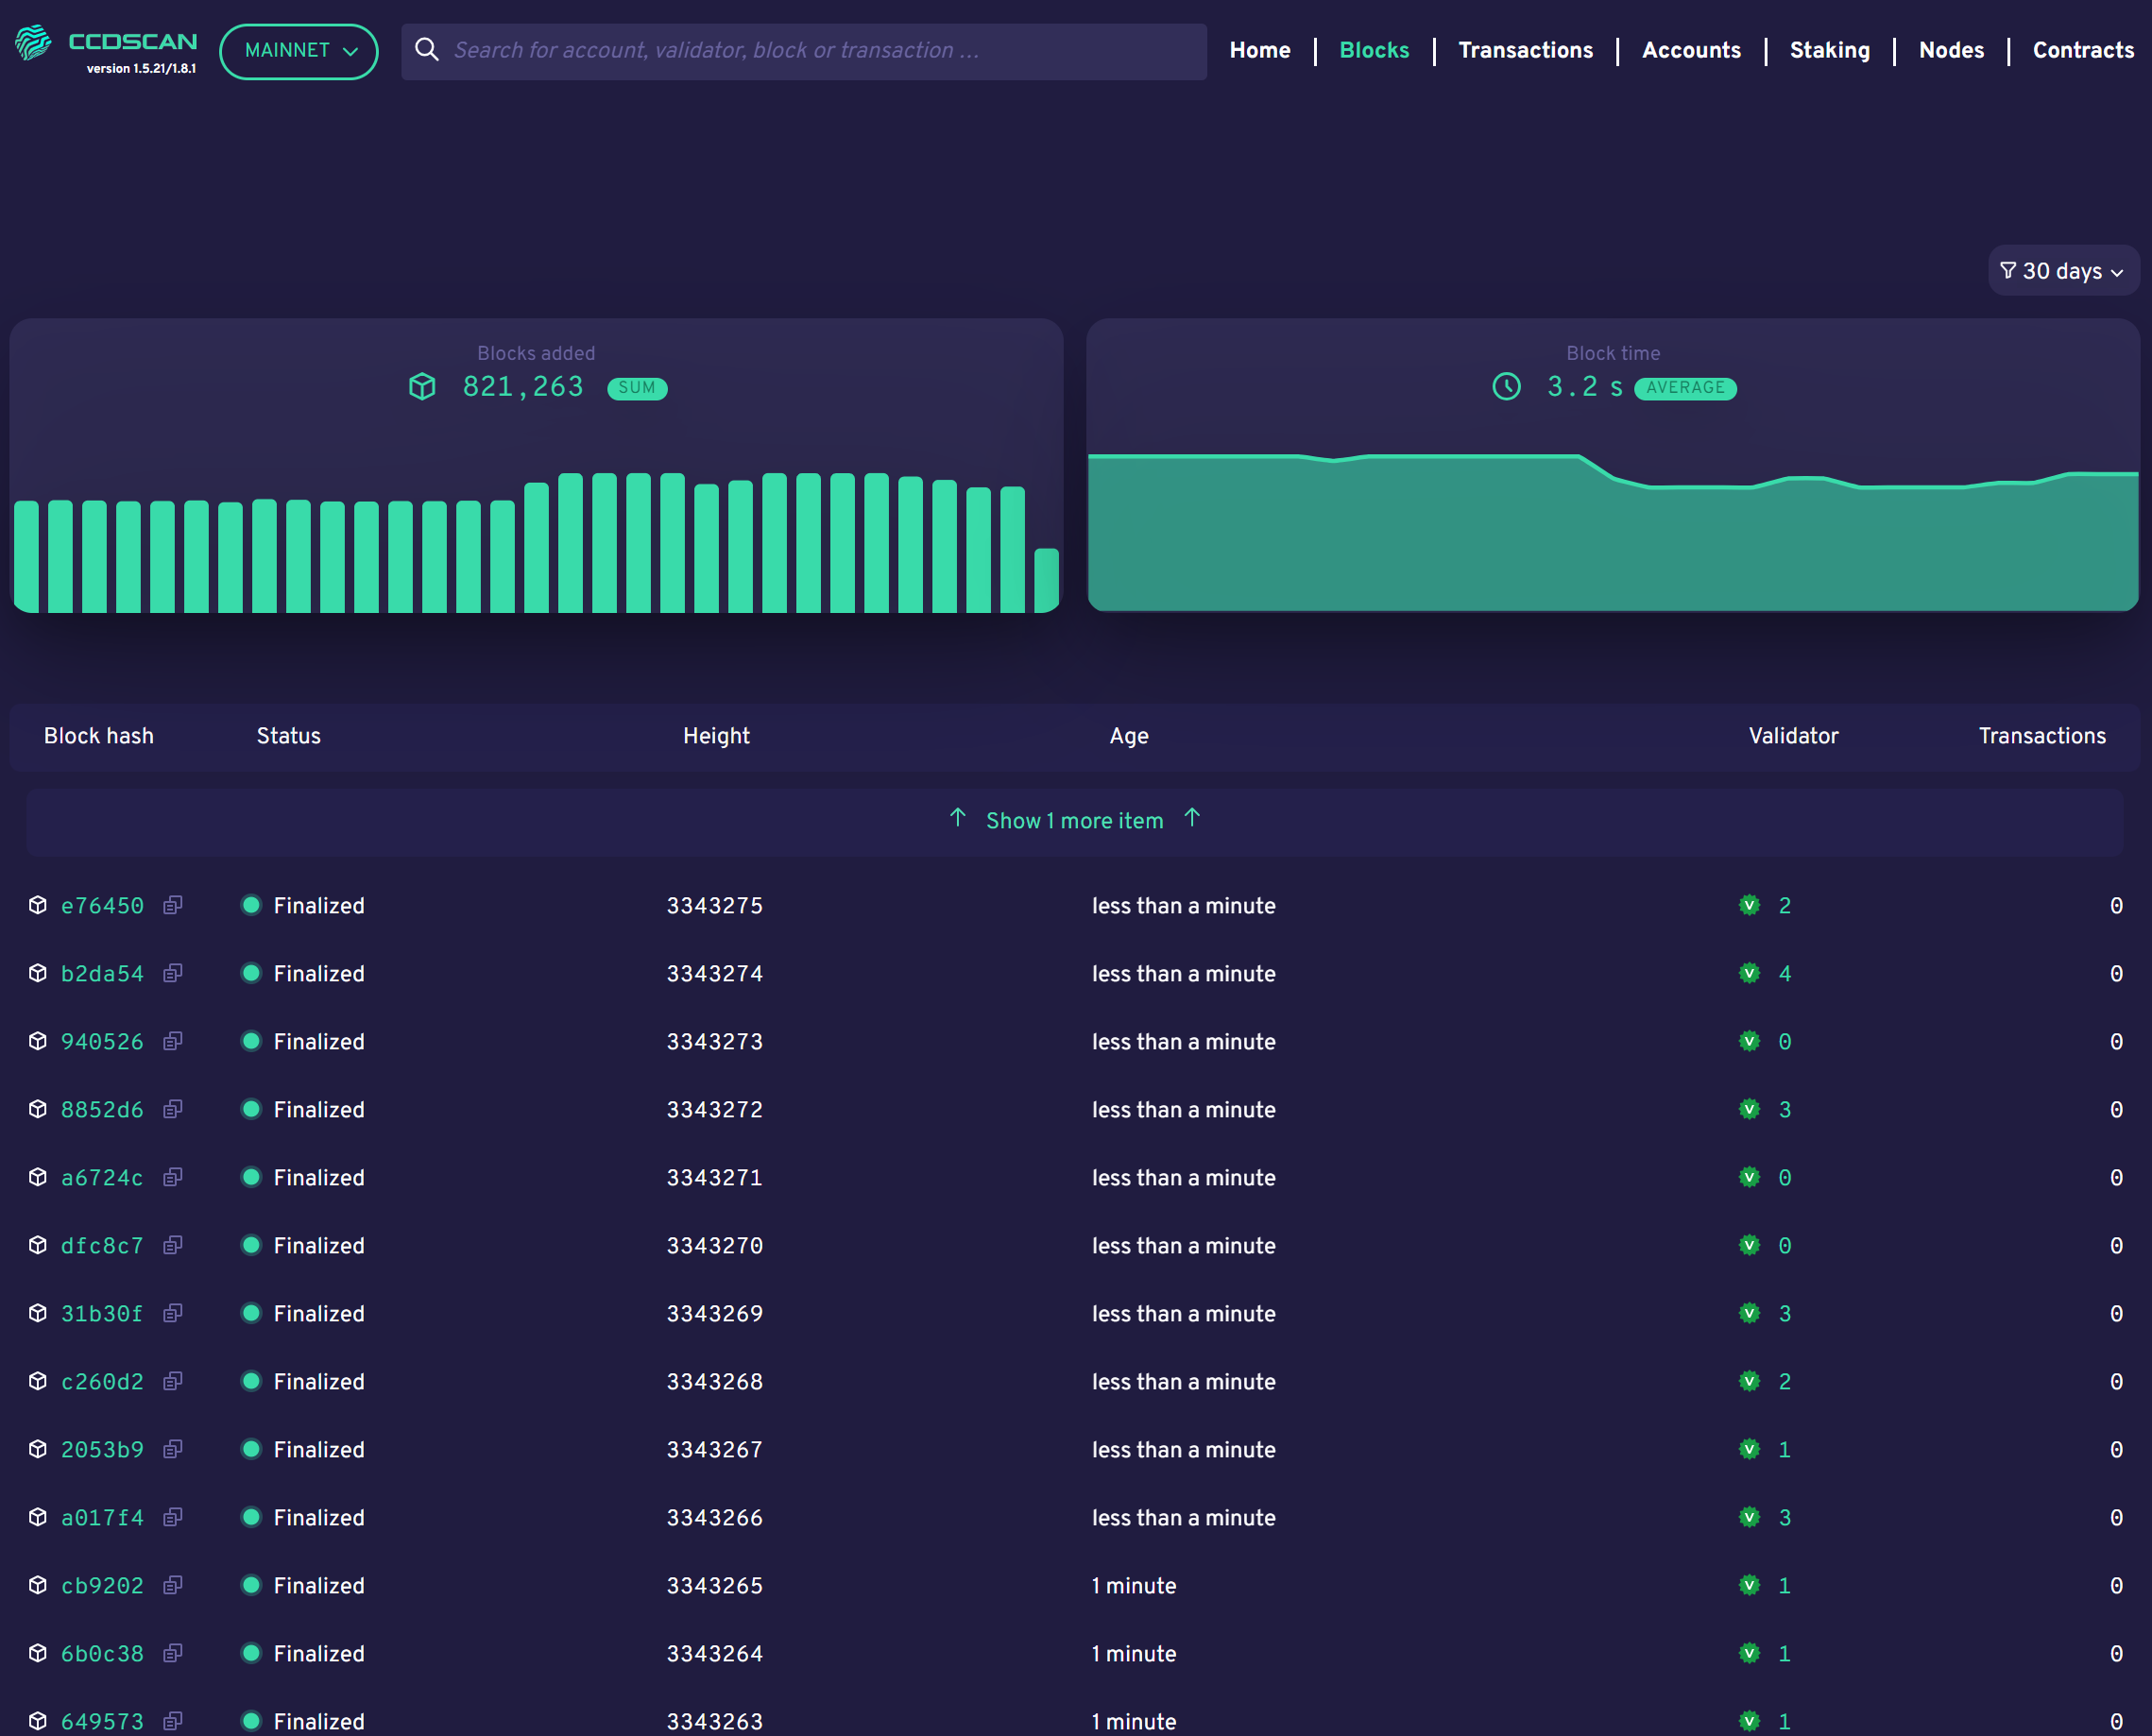 CCDSCAN
version 1.5.21/1.8.1
MAINNET
Search for account, validator, block or transaction ...
Home | Blocks | Transactions | Accounts | Staking | Nodes | Contracts
30 days
Blocks added
821,263 SUM
Block time
3.2 s AVERAGE
Block hash Status Height Age Validator Transactions
↑ Show 1 more item ↑
e76450 Finalized 3343275 less than a minute V 2 0
b2da54 Finalized 3343274 less than a minute V 4 0
940526 Finalized 3343273 less than a minute V 0 0
8852d6 Finalized 3343272 less than a minute V 3 0
a6724c Finalized 3343271 less than a minute V 0 0
dfc8c7 Finalized 3343270 less than a minute V 0 0
31b30f Finalized 3343269 less than a minute V 3 0
c260d2 Finalized 3343268 less than a minute V 2 0
2053b9 Finalized 3343267 less than a minute V 1 0
a017f4 Finalized 3343266 less than a minute V 3 0
cb9202 Finalized 3343265 1 minute V 1 0
6b0c38 Finalized 3343264 1 minute V 1 0
649573 Finalized 3343263 1 minute V 1 0